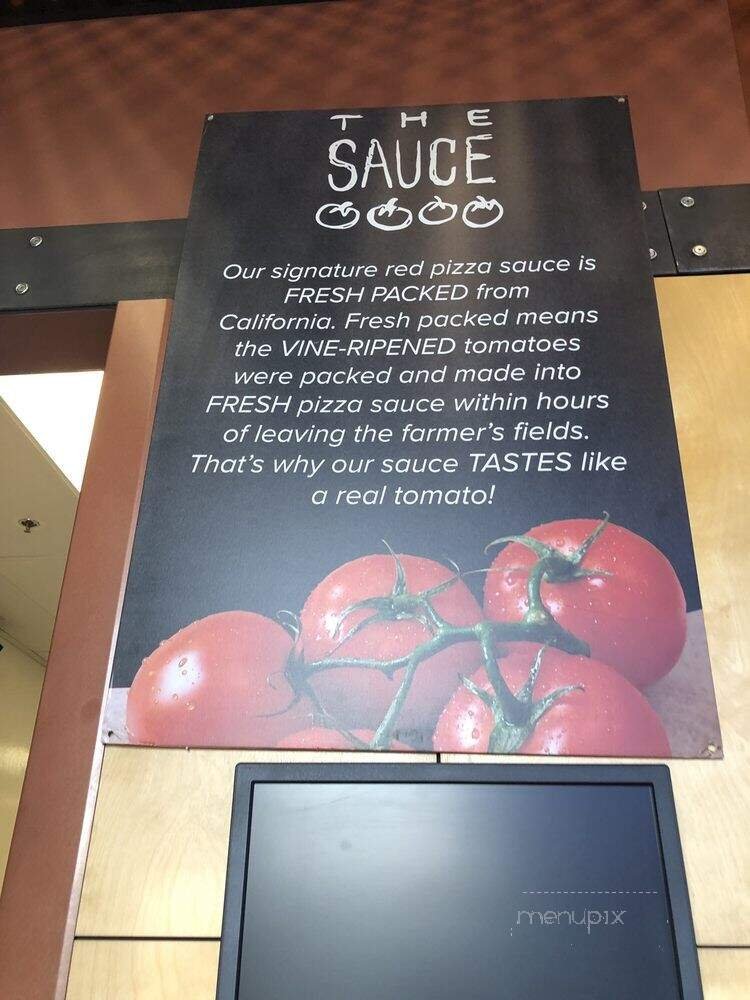 THE
SAUCE
Our signature red pizza sauce is
FRESH PACKED from
California. Fresh packed means
the VINE-RIPENED tomatoes
were packed and made into
FRESH pizza sauce within hours
of leaving the farmer's fields.
That's why our sauce TASTES like
a real tomato!
menupix